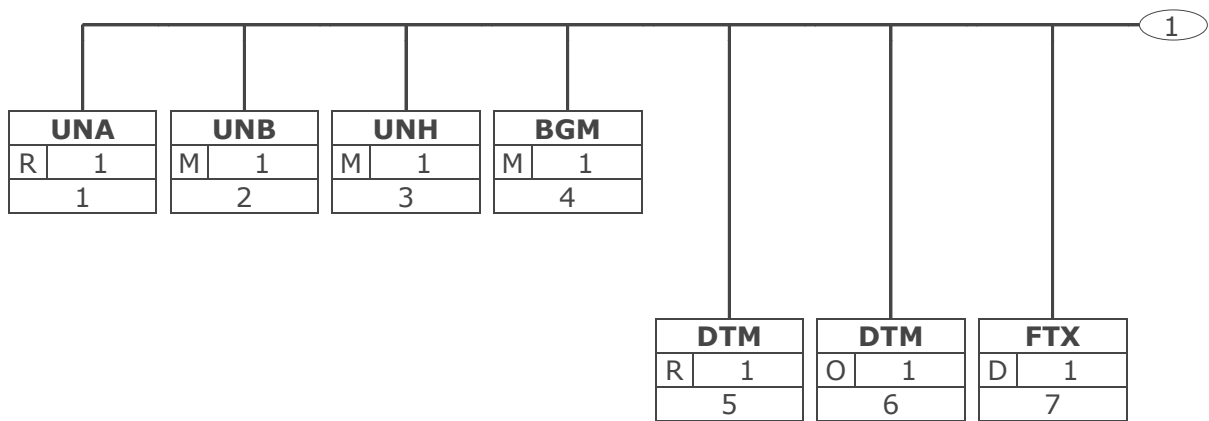 1
UNA UNB UNH BGM
R 1 M 1 M 1 M 1
1 2 3 4
DTM DTM FTX
R 1 O 1 D 1
5 6 7